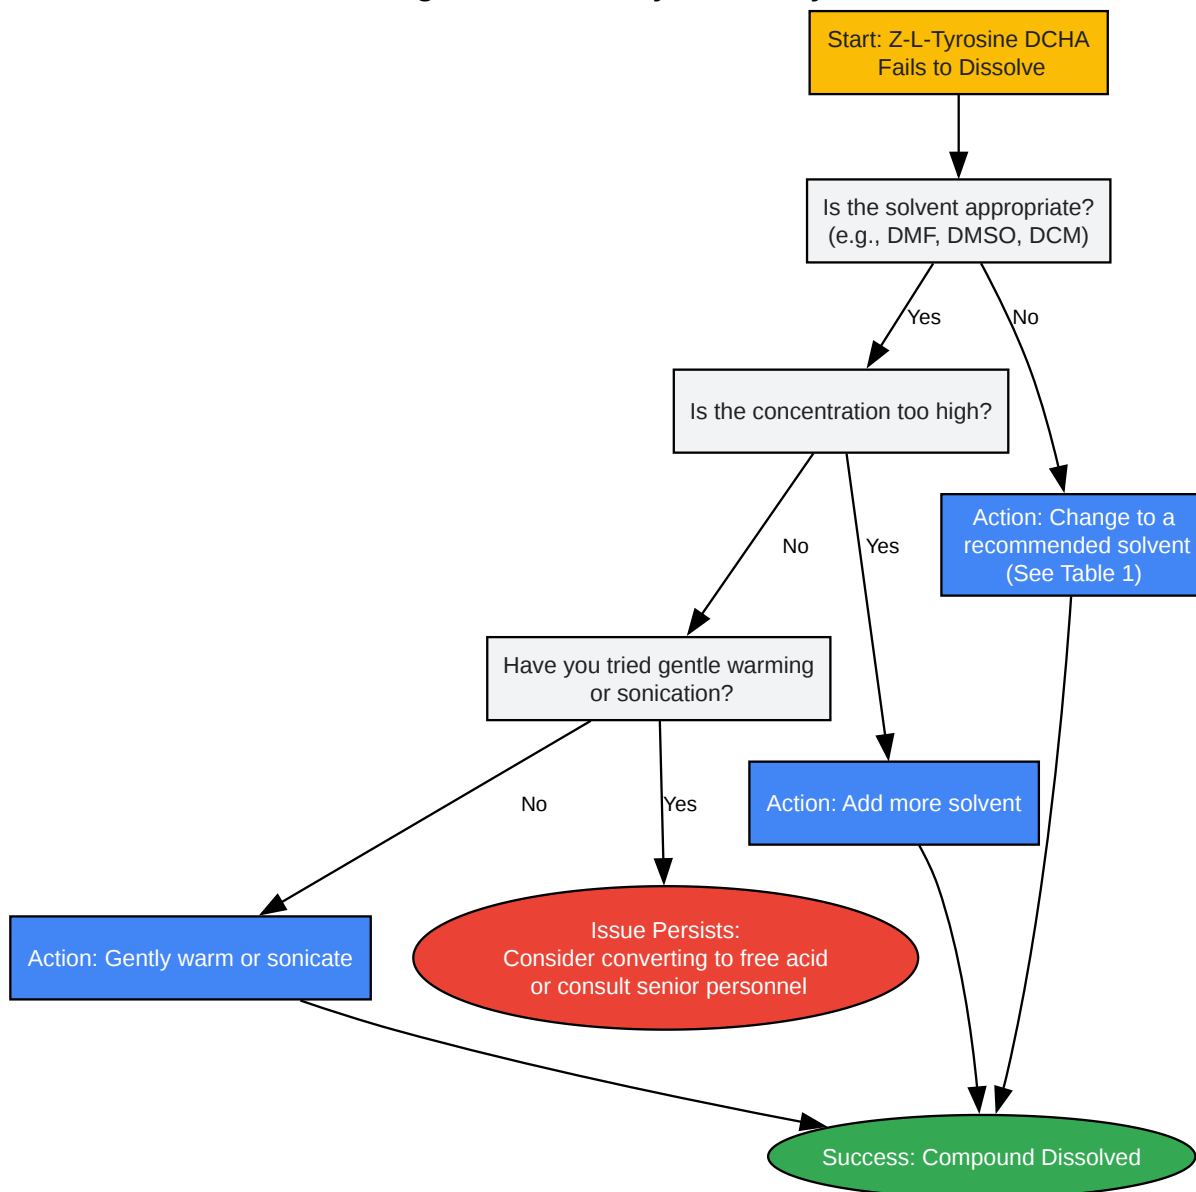 Start: Z-L-Tyrosine DCHA
Fails to Dissolve
Is the solvent appropriate?
(e.g., DMF, DMSO, DCM)
Yes
No
Is the concentration too high?
Action: Change to a
recommended solvent
(See Table 1)
No
Yes
Have you tried gentle warming
or sonication?
No
Yes
Action: Add more solvent
Action: Gently warm or sonicate
Issue Persists:
Consider converting to free acid
or consult senior personnel
Success: Compound Dissolved